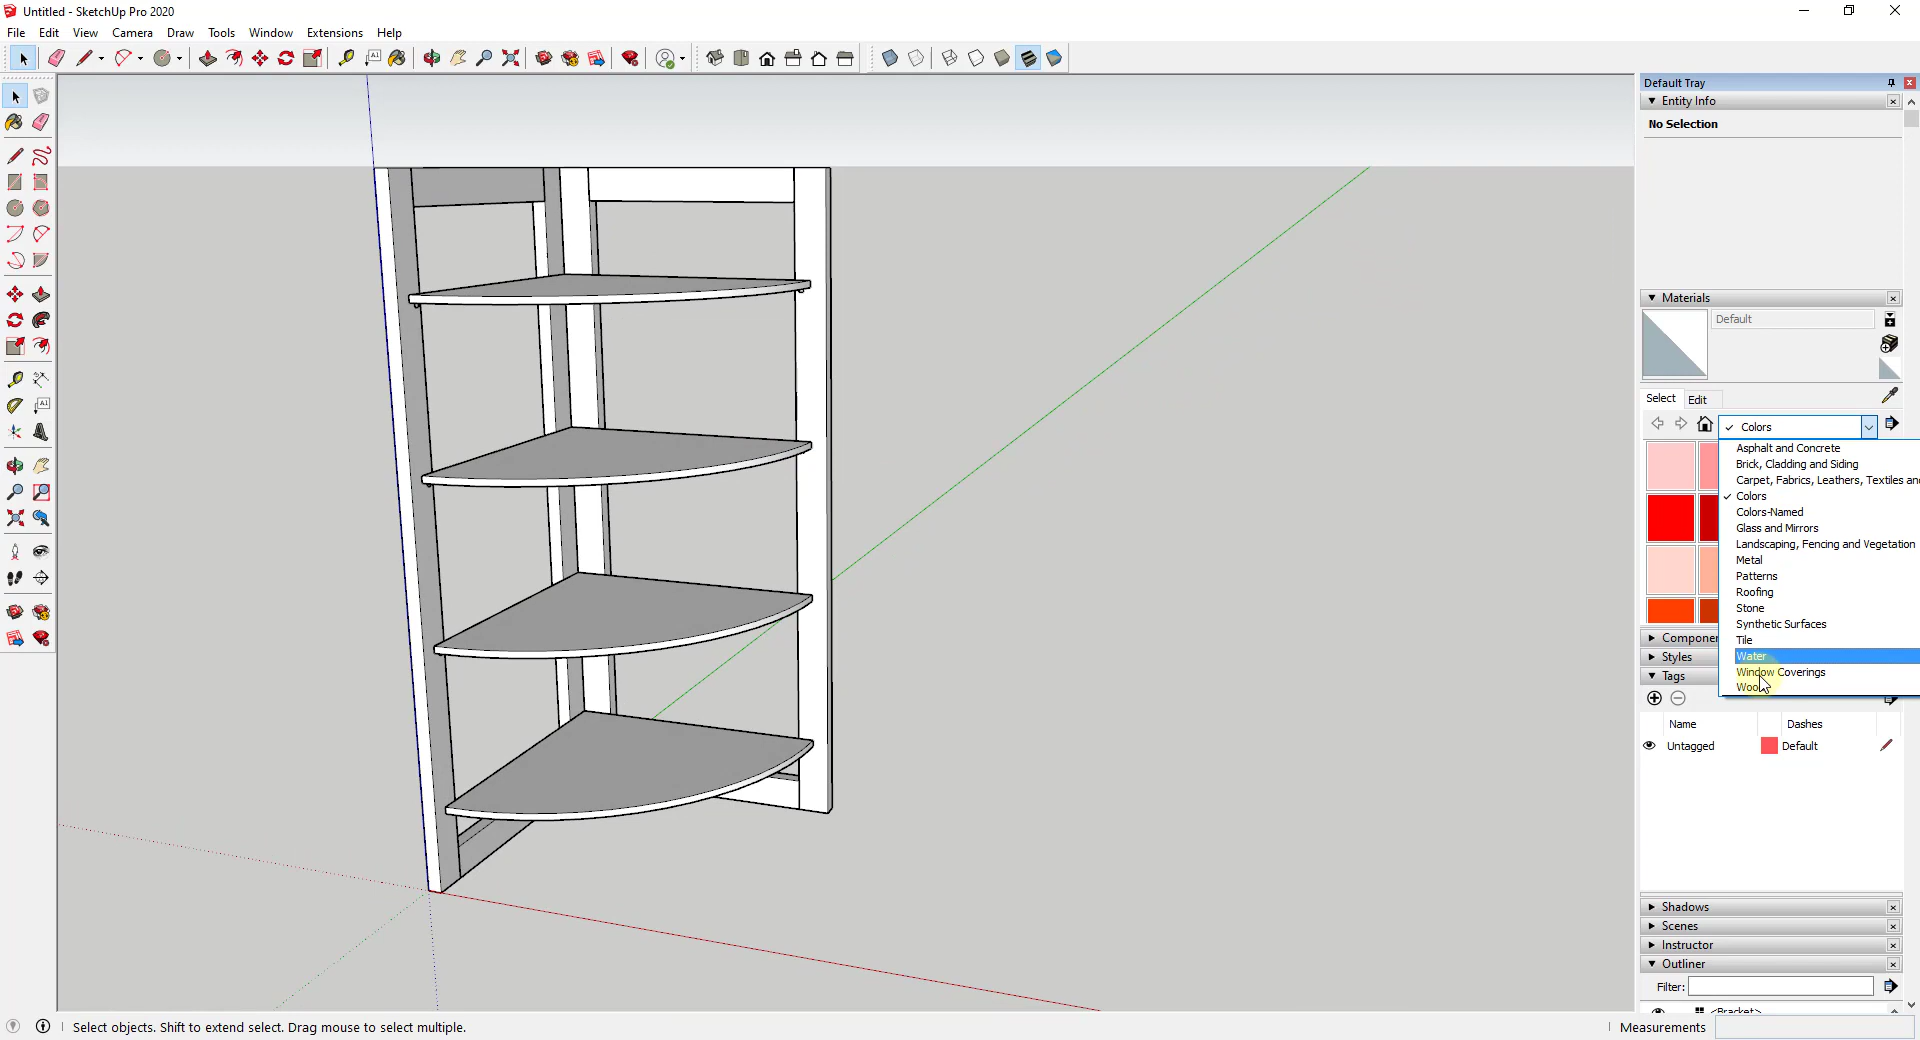 Untitled - SketchUp Pro 2020
File Edit View Camera Draw Tools Window Extensions Help
Default Tray
Entity Info
No Selection
Materials
Default
Select Edit
Colors
Asphalt and Concrete
Brick, Cladding and Siding
Carpet, Fabrics, Leathers, Textiles
Colors
Colors-Named
Glass and Mirrors
Landscaping, Fencing and Vegetation
Metal
Patterns
Roofing
Stone
Synthetic Surfaces
Tile
Water
Window Coverings
Woo
Componen
Styles
Tags
Name Dashes
Untagged Default
Shadows
Scenes
Instructor
Outliner
Filter:
<Bracket>
Select objects. Shift to extend select. Drag mouse to select multiple.
Measurements